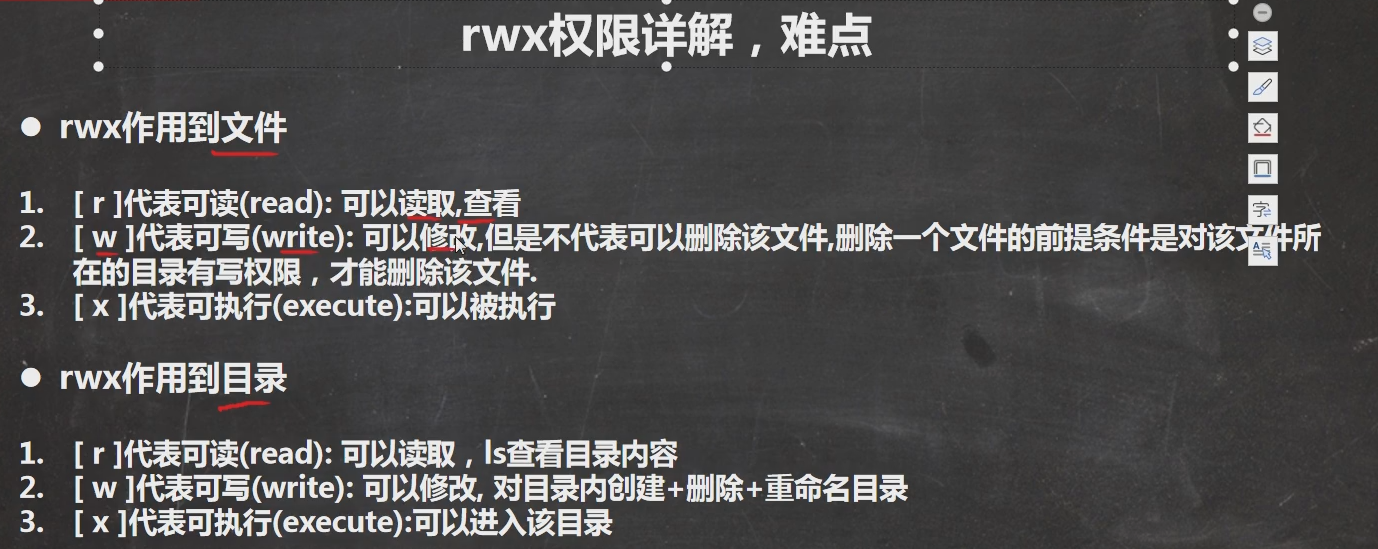 rwx权限详解，难点
● rwx作用到文件
1. [ r ]代表可读(read): 可以读取,查看
2. [ w ]代表可写(write): 可以修改,但是不代表可以删除该文件,删除一个文件的前提条件是对该文件所
在的目录有写权限，才能删除该文件.
3. [ x ]代表可执行(execute):可以被执行
● rwx作用到目录
1. [ r ]代表可读(read): 可以读取，ls查看目录内容
2. [ w ]代表可写(write): 可以修改, 对目录内创建+删除+重命名目录
3. [ x ]代表可执行(execute):可以进入该目录